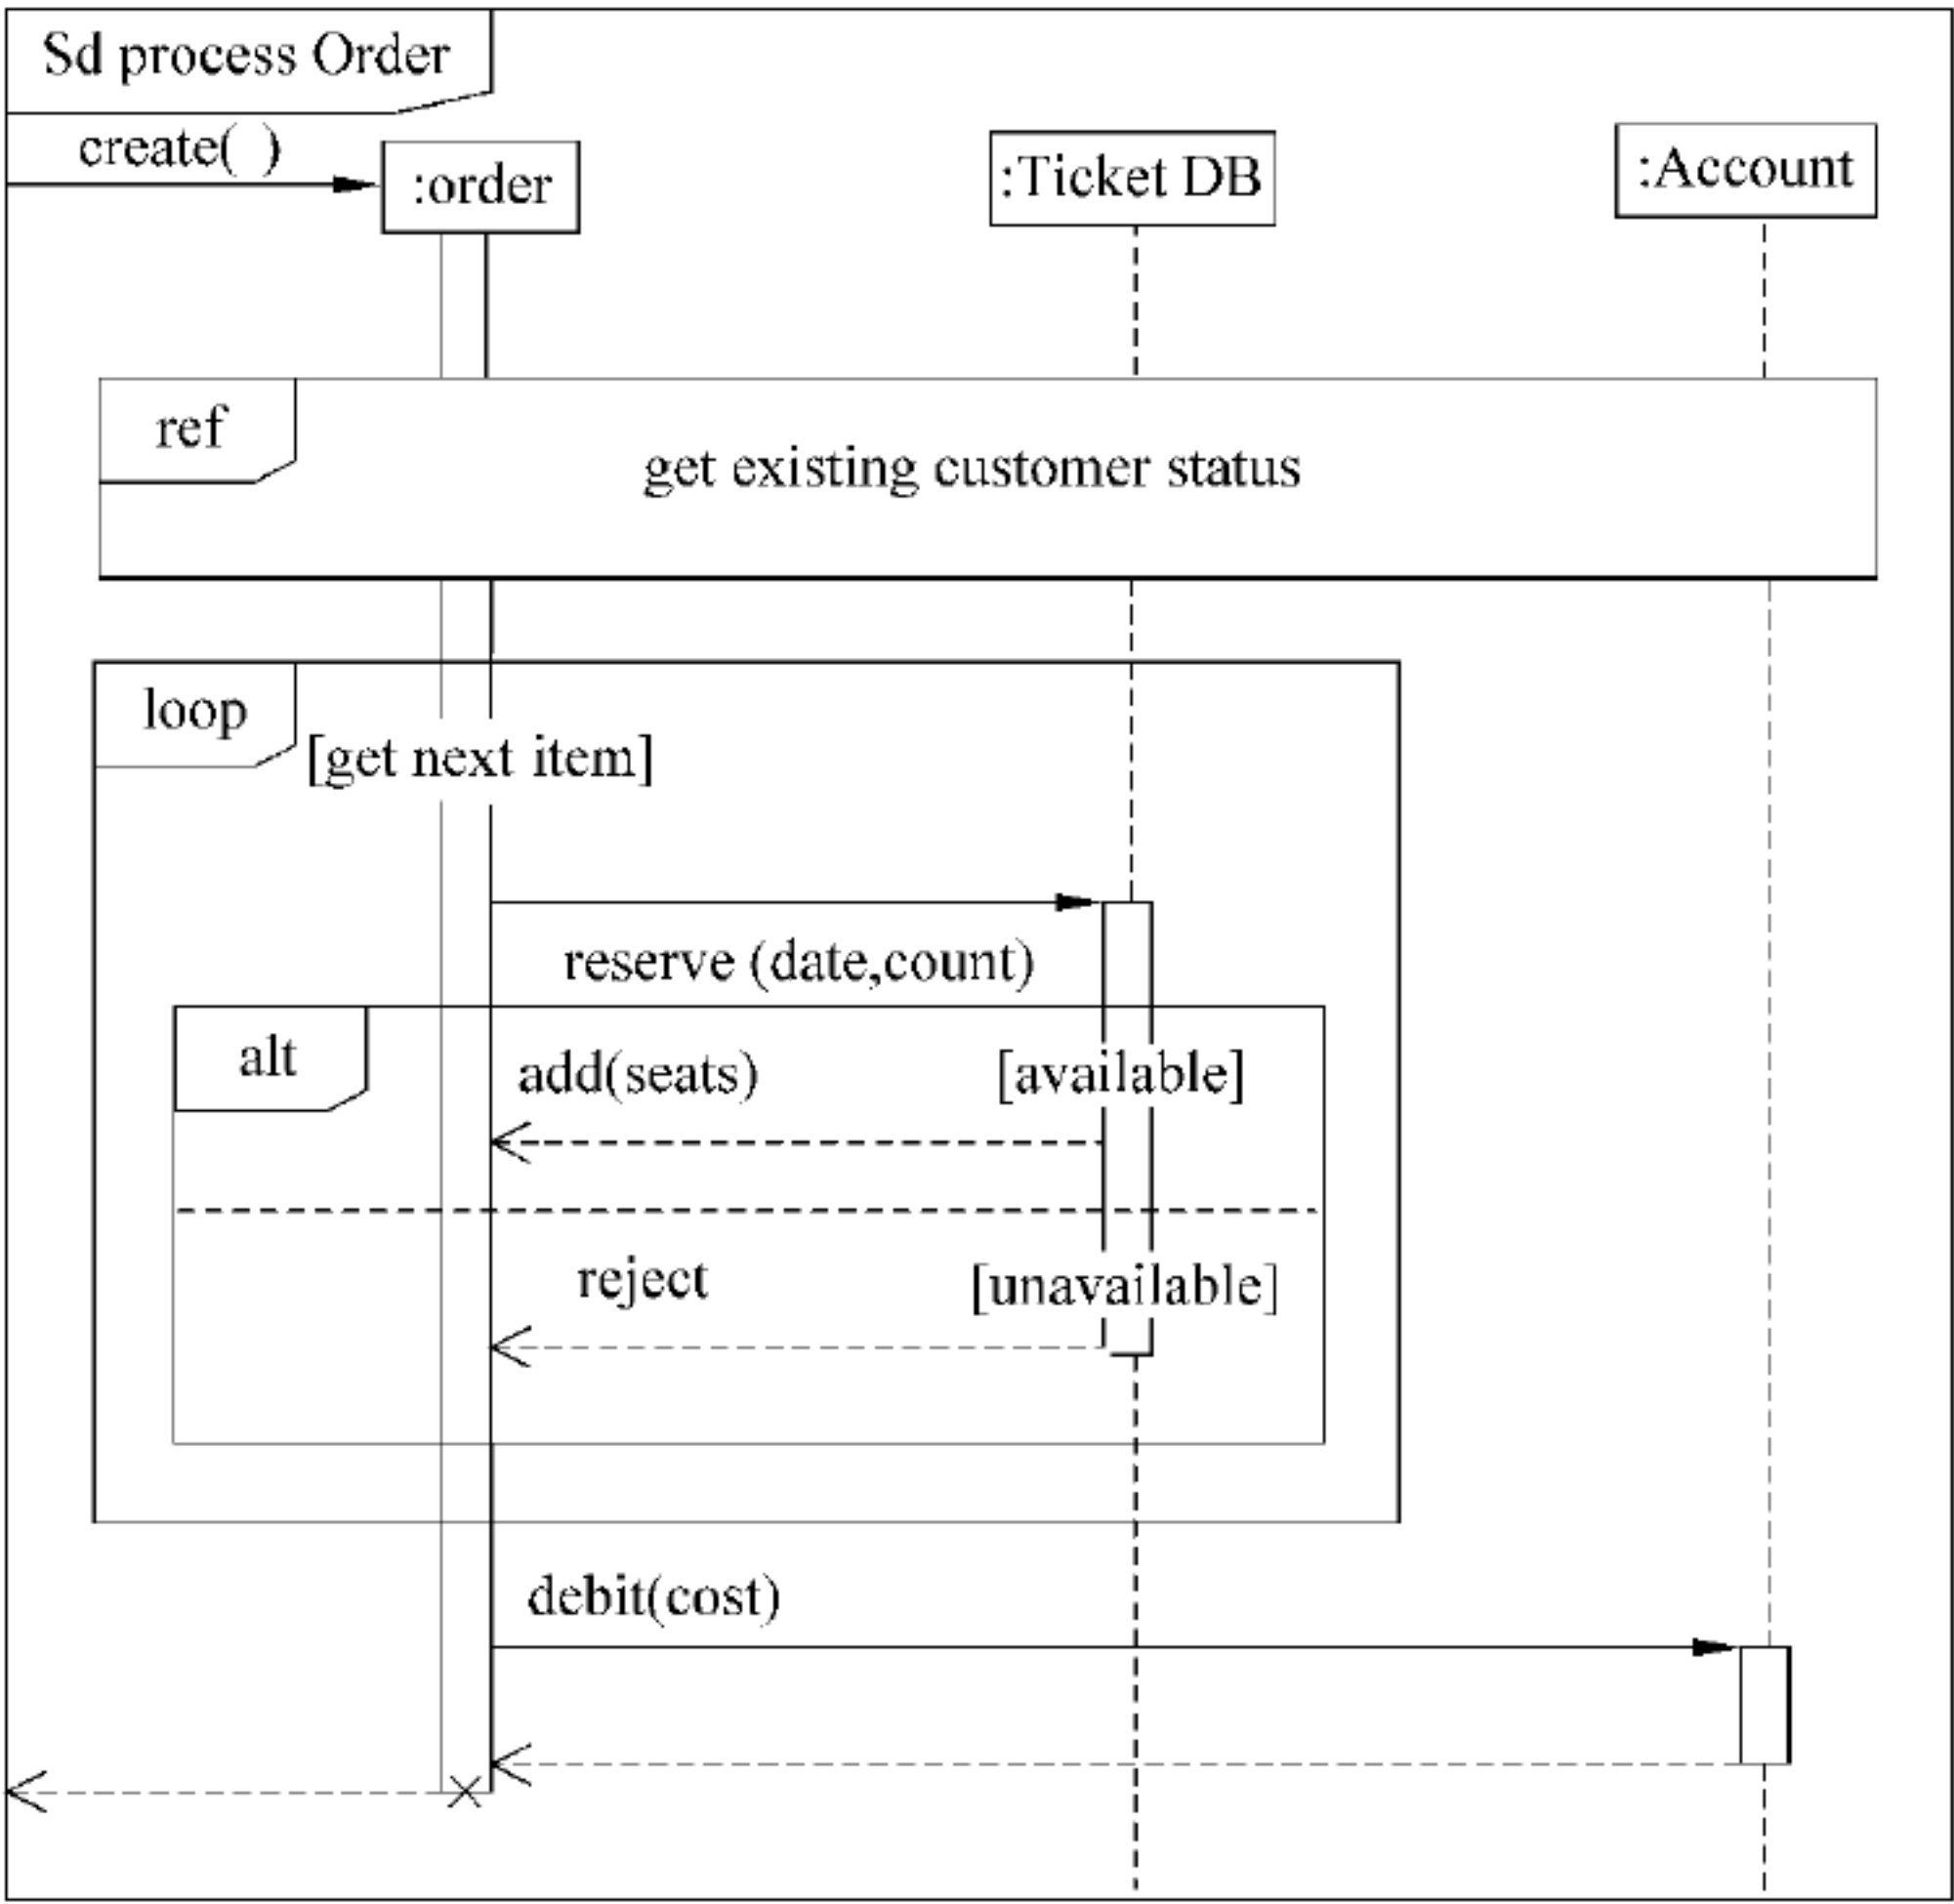 Sd process Order
create( )
:order
:Ticket DB
:Account
ref
get existing customer status
loop
[get next item]
reserve (date,count)
alt
add(seats)
[available]
reject
[unavailable]
debit(cost)